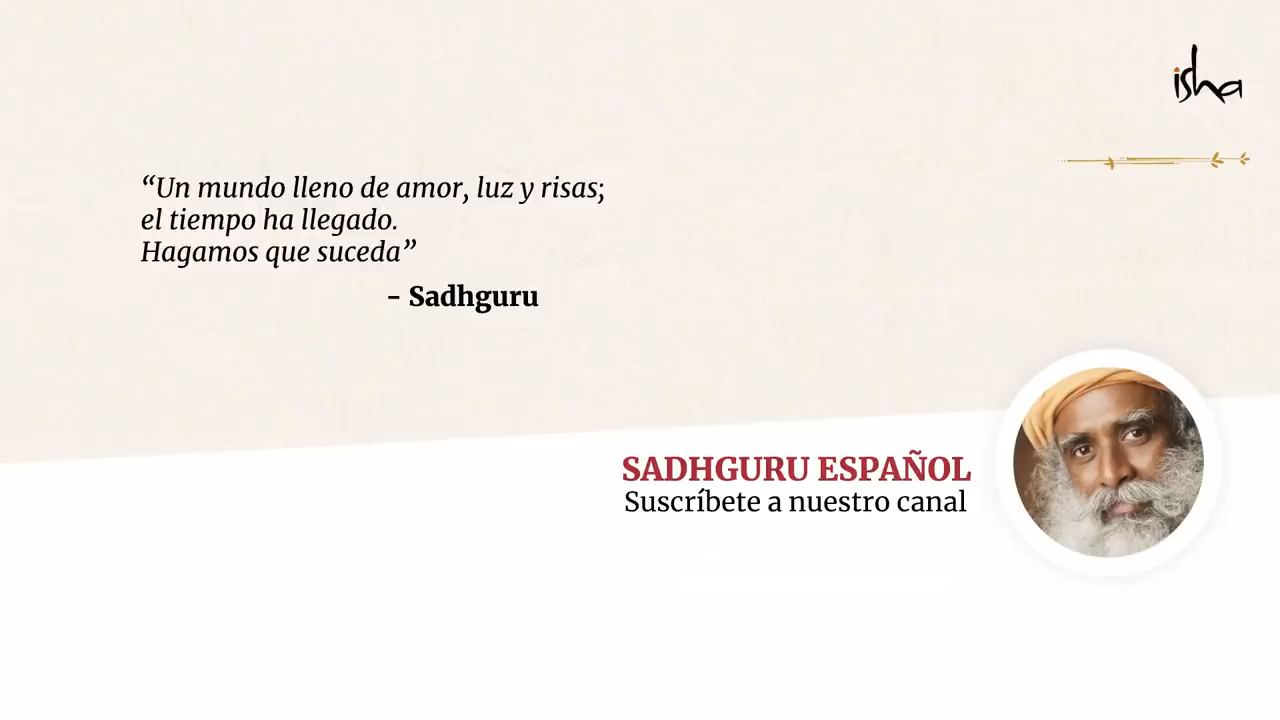 isha
“Un mundo lleno de amor, luz y risas;
el tiempo ha llegado.
Hagamos que suceda”
- Sadhguru
SADHGURU ESPAÑOL
Suscríbete a nuestro canal